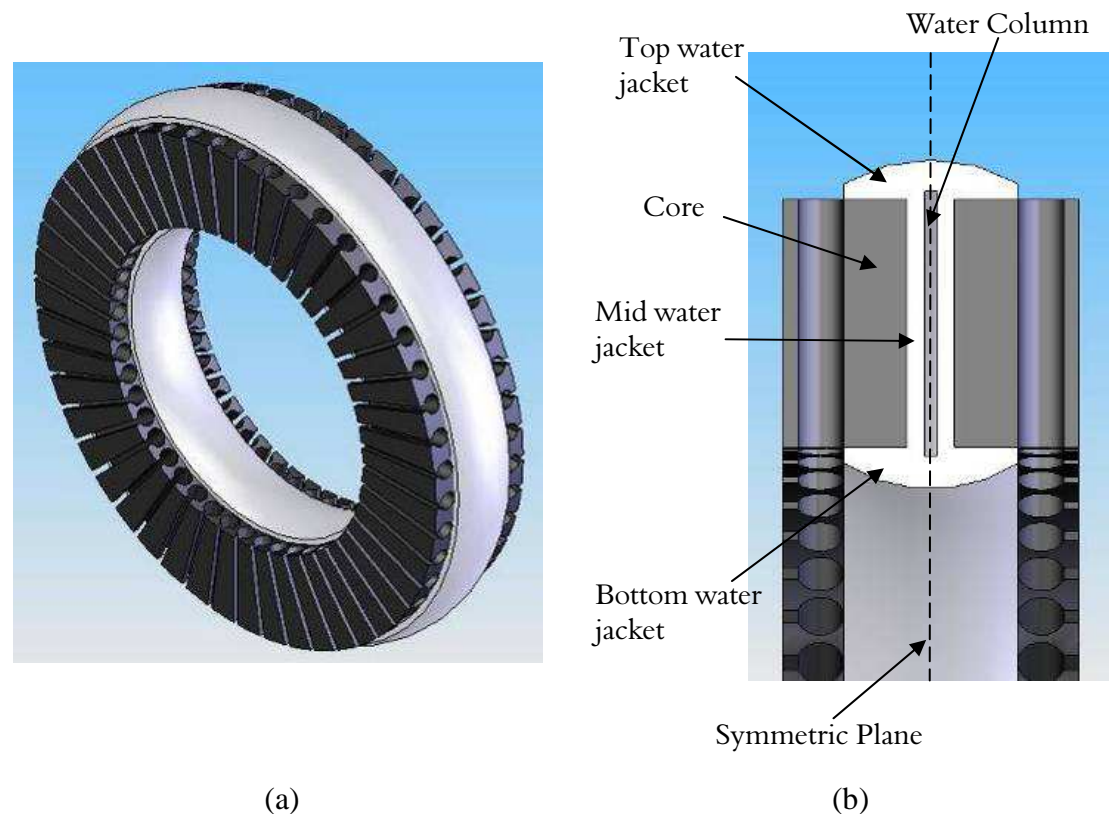 Water Column
Top water
jacket
Core
Mid water
jacket
Bottom water
jacket
Symmetric Plane
(a)
(b)